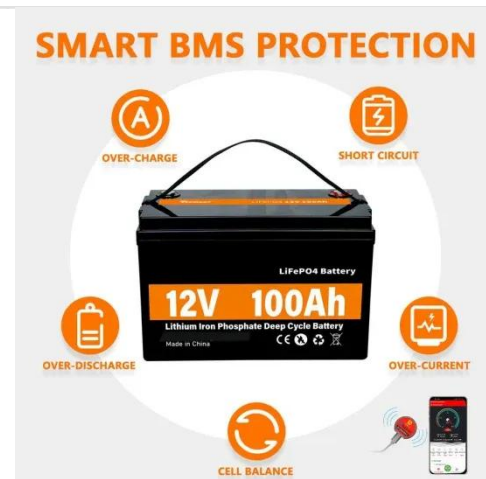 SMART BMS PROTECTION
OVER-CHARGE
SHORT CIRCUIT
LiFePO4 Battery
12V 100Ah
Lithium Iron Phosphate Deep Cycle Battery
Made in China
CE
OVER-DISCHARGE
OVER-CURRENT
CELL BALANCE